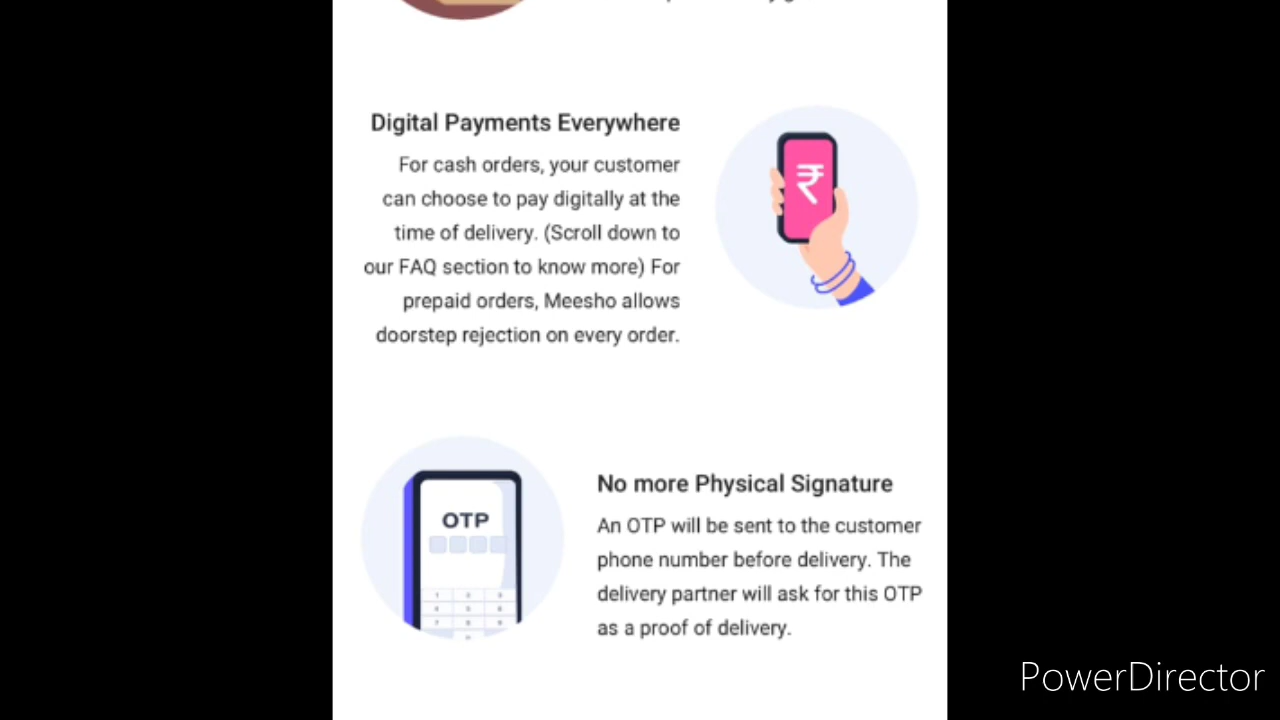 Digital Payments Everywhere
For cash orders, your customer
can choose to pay digitally at the
time of delivery. (Scroll down to
our FAQ section to know more) For
prepaid orders, Meesho allows
doorstep rejection on every order.
₹
OTP
No more Physical Signature
An OTP will be sent to the customer
phone number before delivery. The
delivery partner will ask for this OTP
as a proof of delivery.
PowerDirector